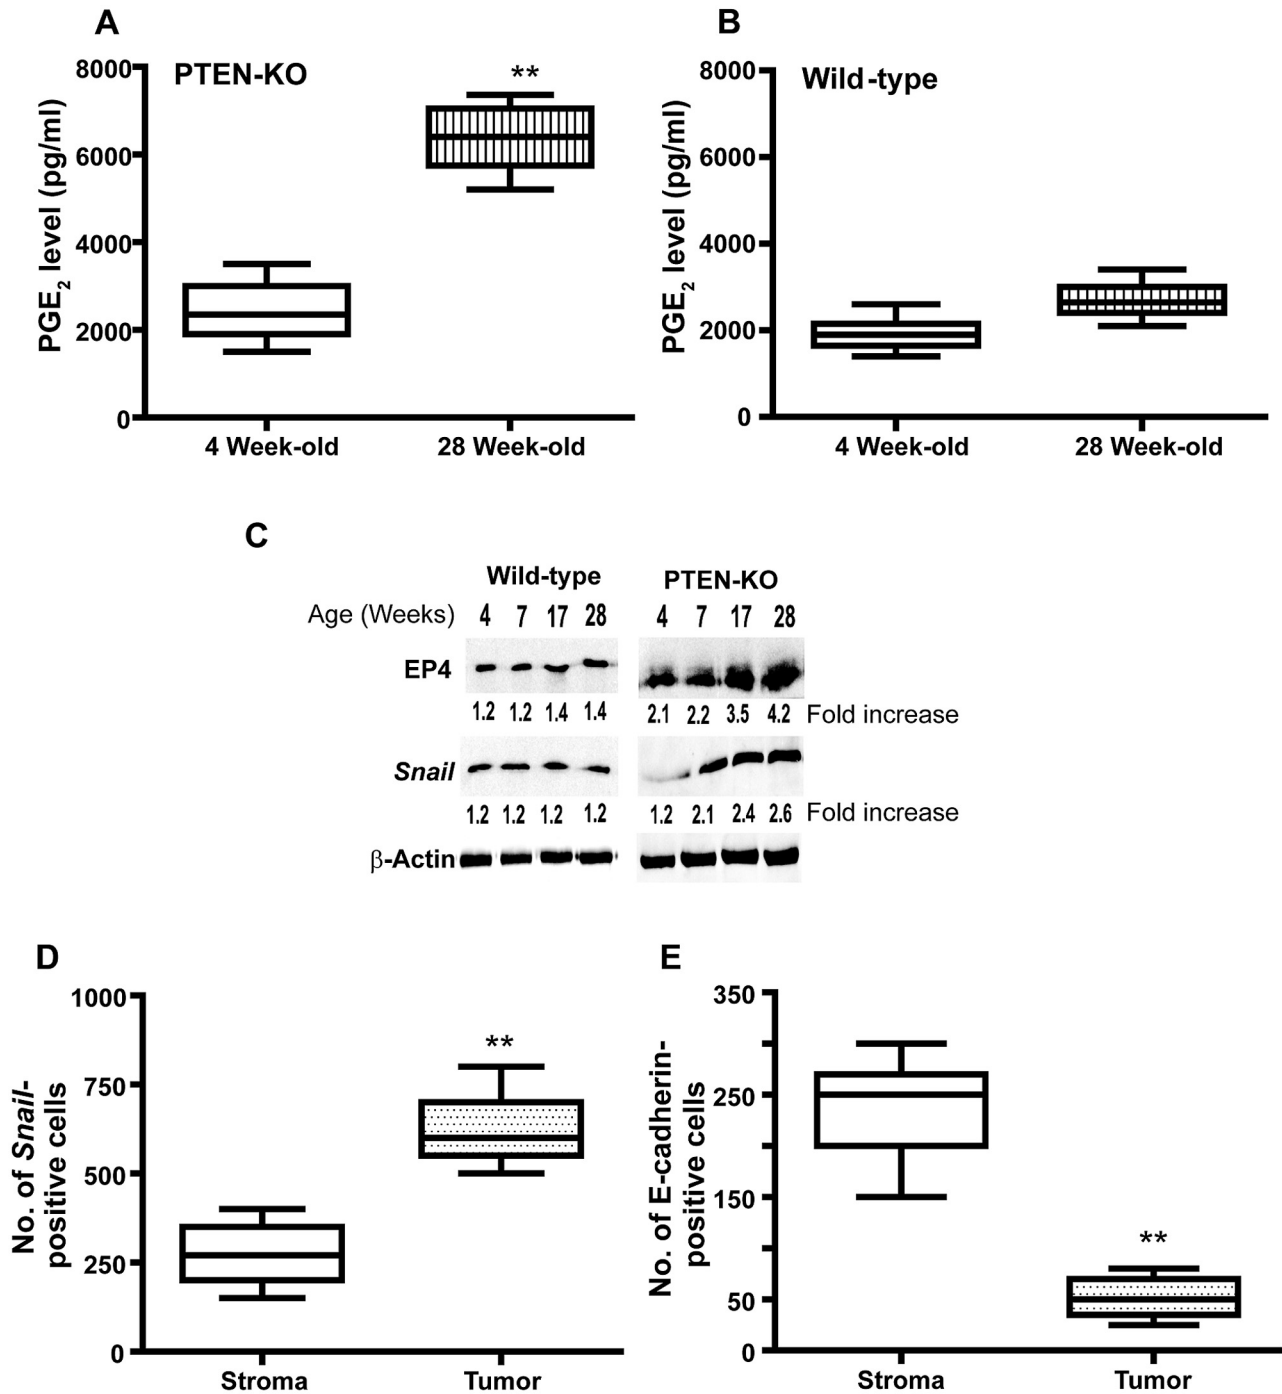 A
PTEN-KO
**
PGE2 level (pg/ml)
8000
6000
4000
2000
0
4 Week-old 28 Week-old
B
Wild-type
PGE2 level (pg/ml)
8000
6000
4000
2000
0
4 Week-old 28 Week-old
C
Wild-type PTEN-KO
Age (Weeks) 4 7 17 28 4 7 17 28
EP4
1.2 1.2 1.4 1.4 2.1 2.2 3.5 4.2 Fold increase
Snail
1.2 1.2 1.2 1.2 1.2 2.1 2.4 2.6 Fold increase
β-Actin
D
No. of Snail-
positive cells
1000
750
500
250
0
**
Stroma Tumor
E
No. of E-cadherin-
positive cells
350
250
150
50
0
**
Stroma Tumor